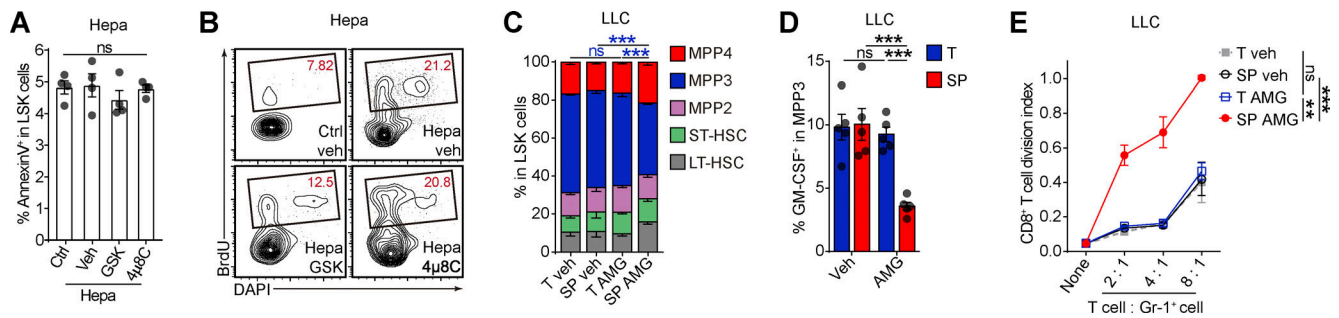 A
Hepa
% AnnexinV⁺ in LSK cells
6
5
4
3
2
1
0
ns
Ctrl
Veh
GSK
4μ8C
Hepa
B
Hepa
7.82
Ctrl
veh
21.2
Hepa
veh
12.5
Hepa
GSK
20.8
Hepa
4μ8C
BrdU
DAPI
C
LLC
% in LSK cells
100
80
60
40
20
0
***
ns
***
MPP4
MPP3
MPP2
ST-HSC
LT-HSC
T veh
SP veh
T AMG
SP AMG
D
LLC
% GM-CSF⁺ in MPP3
15
10
5
0
***
ns
***
T
SP
Veh
AMG
E
LLC
CD8⁺ T cell division index
1.0
0.8
0.6
0.4
0.2
0.0
T veh
SP veh
T AMG
SP AMG
ns
**
***
None
2 : 1
4 : 1
8 : 1
T cell : Gr-1⁺ cell